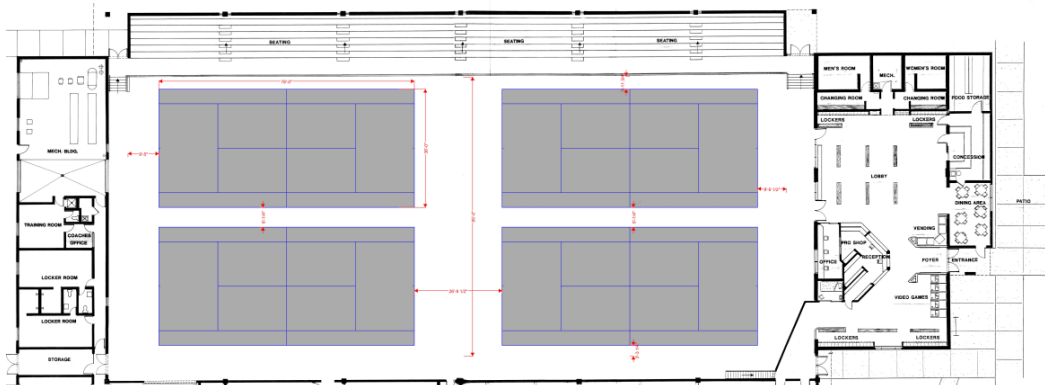 SEATING
SEATING
SEATING
MEN'S ROOM
MECH.
WOMEN'S ROOM
CHANGING ROOM
CHANGING ROOM
FOOD STORAGE
LOCKERS
LOCKERS
MECH. BLDG.
CONCESSION
LOBBY
DINING AREA
PATIO
TRAINING ROOM
COACHES
OFFICE
VENDING
PRO SHOP
OFFICE
RECEPTION
FOYER
ENTRANCE
LOCKER ROOM
VIDEO GAMES
LOCKER ROOM
LOCKERS
LOCKERS
STORAGE